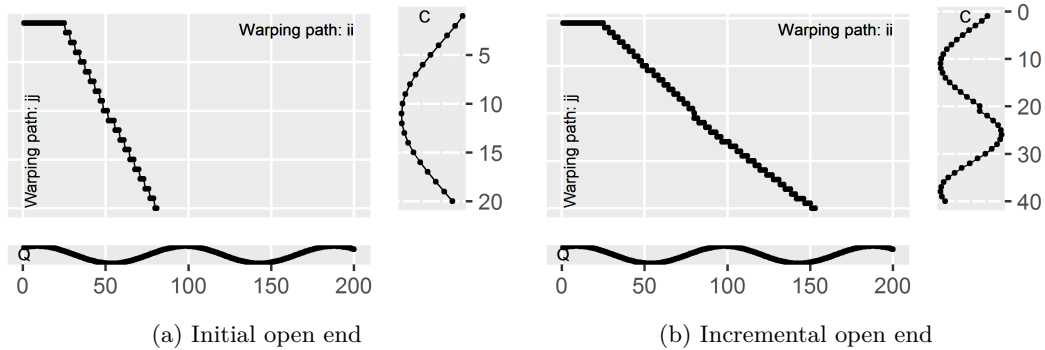 Warping path: ii
Warping path: jj
C
5
10
15
20
Q
0 50 100 150 200
(a) Initial open end
Warping path: ii
Warping path: jj
C
0
10
20
30
40
Q
0 50 100 150 200
(b) Incremental open end